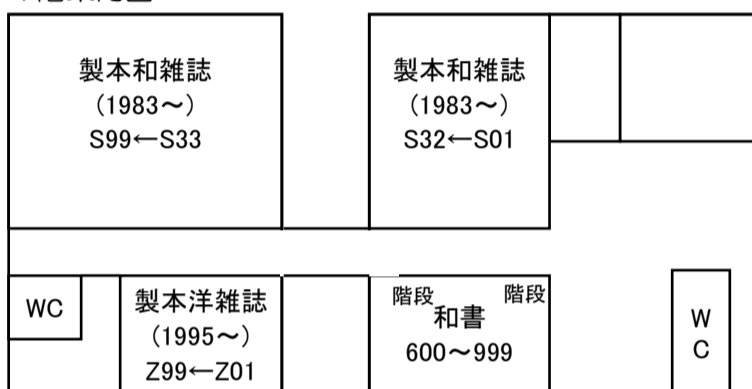 製本和雑誌
(1983~)
S99←S33
製本和雑誌
(1983~)
S32←S01
WC
製本洋雑誌
(1995~)
Z99←Z01
階段
階段
和書
600~999
W
C